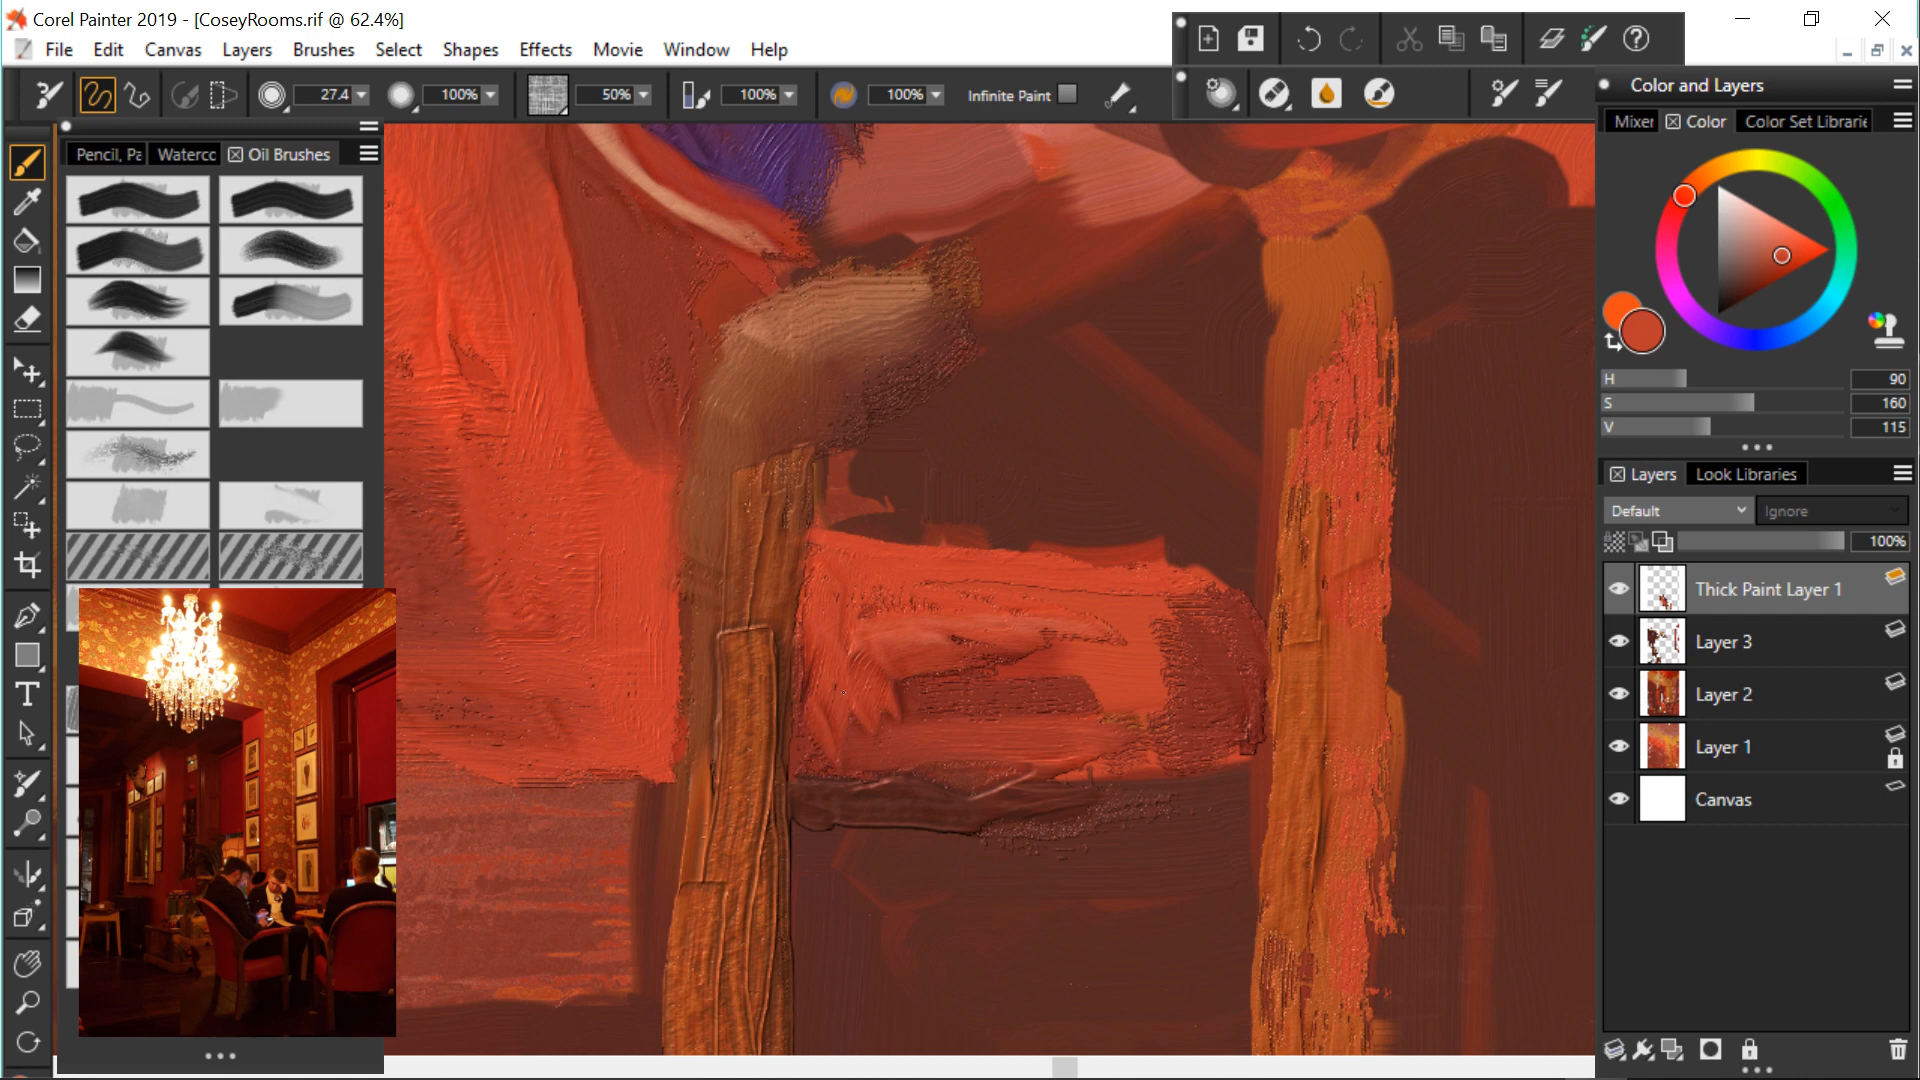 Corel Painter 2019 - [CoseyRooms.rif @ 62.4%]
File Edit Canvas Layers Brushes Select Shapes Effects Movie Window Help
27.4 100% 50% 100% 100% Infinite Paint
Color and Layers
Mixer Color Color Set Librarie
Pencil, Pa Waterco Oil Brushes
H 90
S 160
V 115
Layers Look Libraries
Default Ignore
100%
Thick Paint Layer 1
Layer 3
Layer 2
Layer 1
Canvas